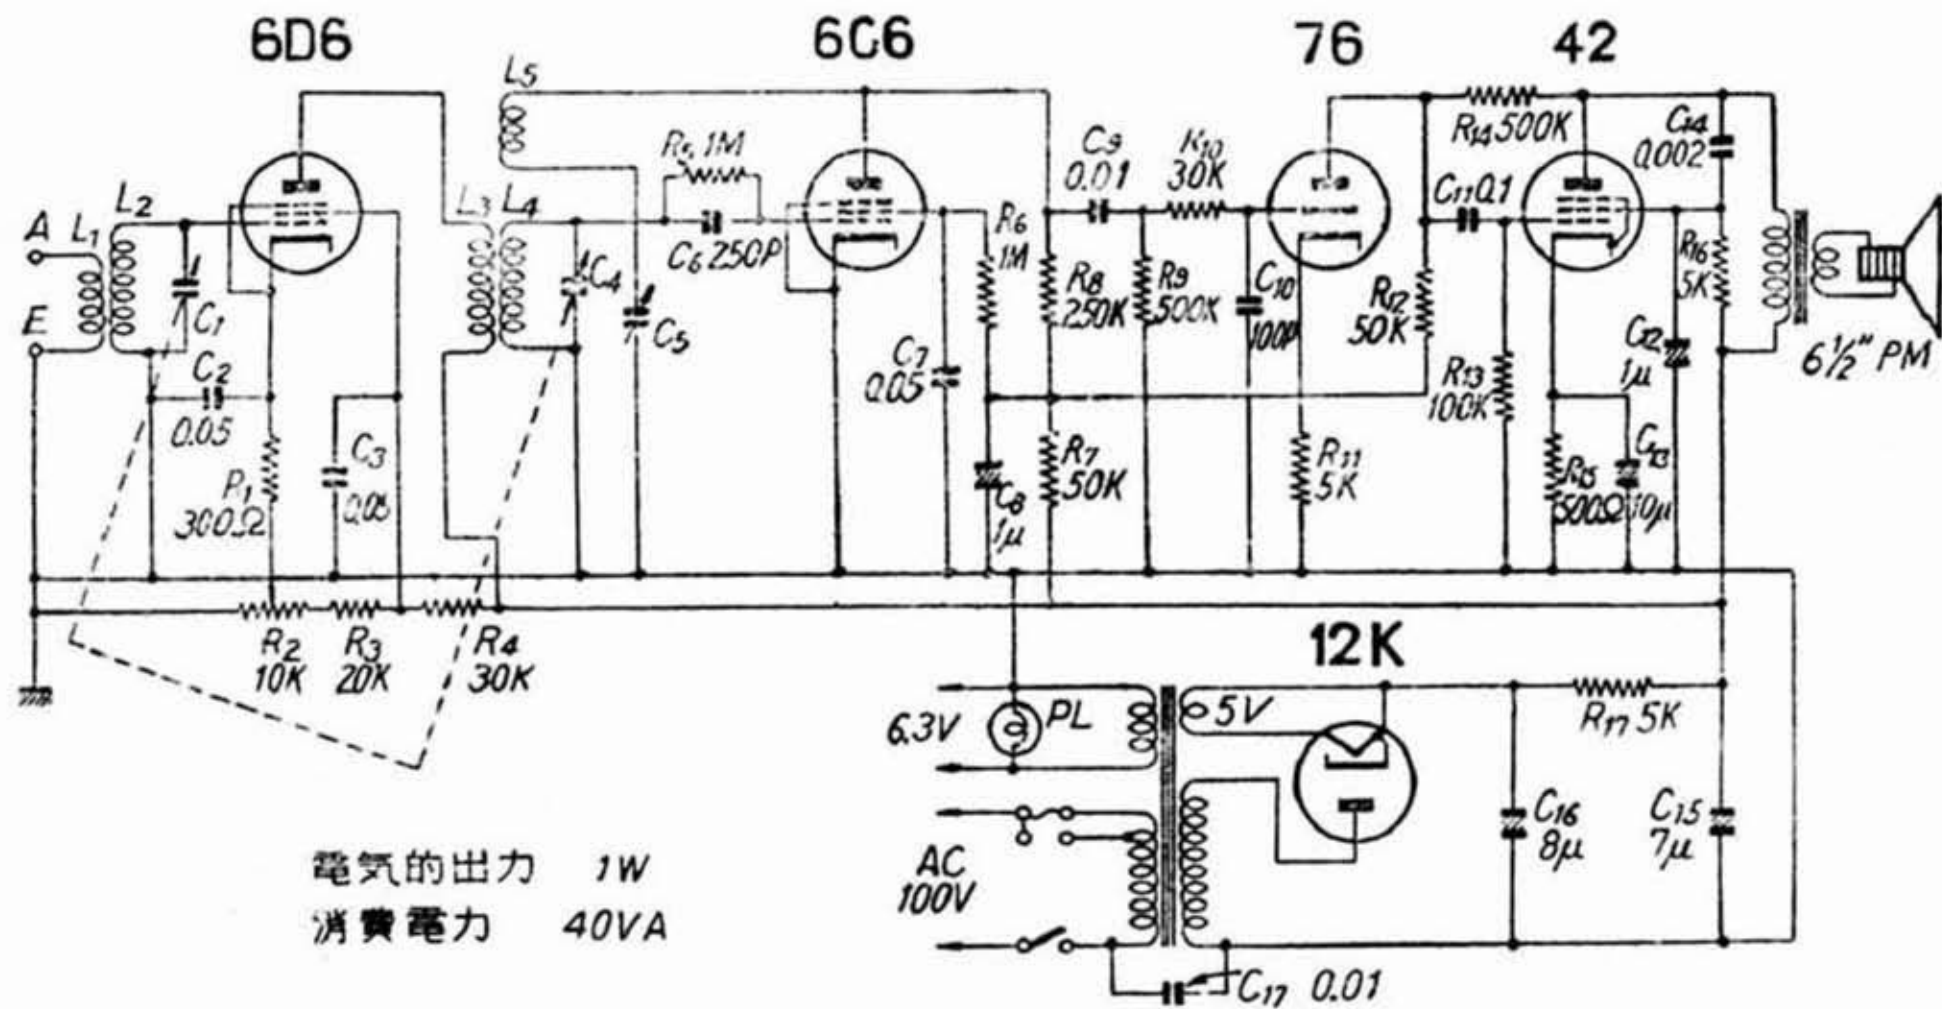 6D6
6C6
76
42
L5
A
L1
L2
E
C1
C2
0.05
R1
300Ω
C3
0.05
L3
L4
C4
C5
R5 1M
C6 250P
C7
0.05
R6
1M
C8
1μ
R8
250K
R7
50K
C9
0.01
R10
30K
R9
500K
C10
100P
R11
5K
R12
50K
R14 500K
C11 0.1
R13
100K
R15
500Ω
C13
10μ
C12
1μ
C14
0.002
R16
5K
6½" PM
R2
10K
R3
20K
R4
30K
12K
6.3V
PL
5V
R17 5K
AC
100V
C16
8μ
C15
7μ
C17 0.01
電気的出力 1W
消費電力 40VA